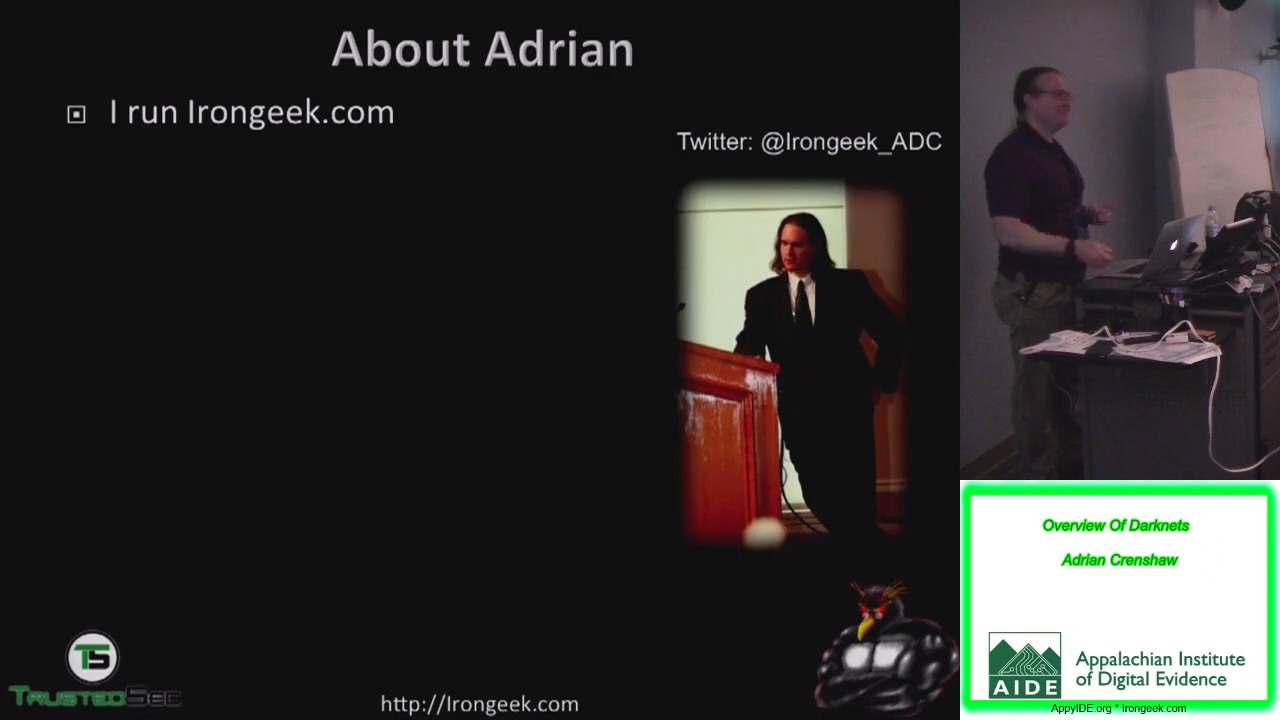 About Adrian
I run Irongeek.com
Twitter: @Irongeek_ADC
TS
TRUSTEDSEC
http://Irongeek.com
Overview Of Darknets
Adrian Crenshaw
AIDE
Appalachian Institute
of Digital Evidence
AppyIDE.org * Irongeek.com